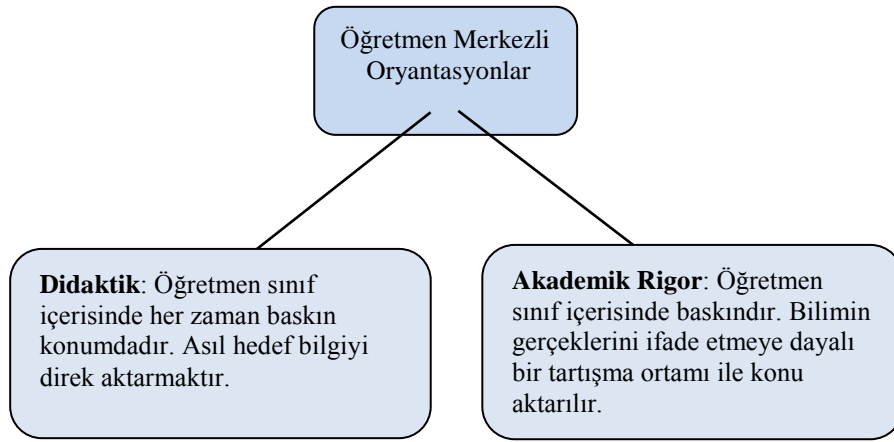 Öğretmen Merkezli
Oryantasyonlar
Didaktik: Öğretmen sınıf
içerisinde her zaman baskın
konumdadır. Asıl hedef bilgiyi
direk aktarmaktır.
Akademik Rigor: Öğretmen
sınıf içerisinde baskındır. Bilimin
gerçeklerini ifade etmeye dayalı
bir tartışma ortamı ile konu
aktarılır.